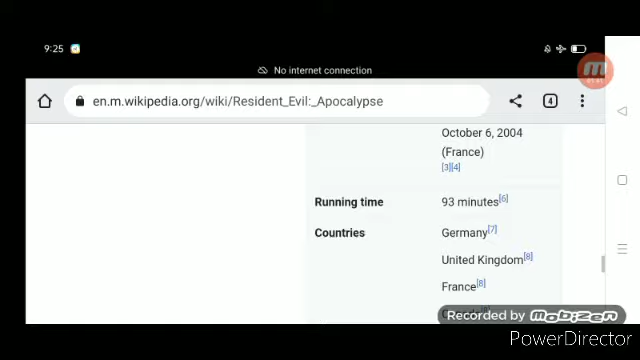 9:25
No internet connection
en.m.wikipedia.org/wiki/Resident_Evil:_Apocalypse
4
October 6, 2004
(France)
[3][4]
Running time 93 minutes[6]
Countries Germany[7]
United Kingdom[8]
France[8]
Recorded by Mobizen
PowerDirector